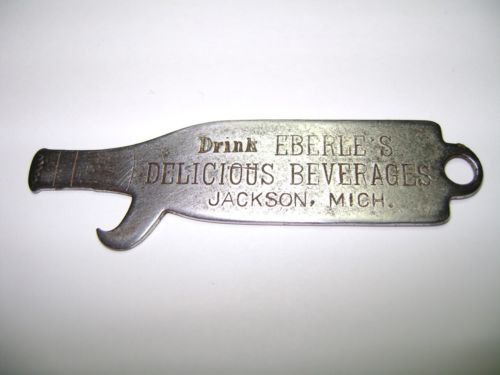 Drink EBERLE'S
DELICIOUS BEVERAGES
JACKSON, MICH.